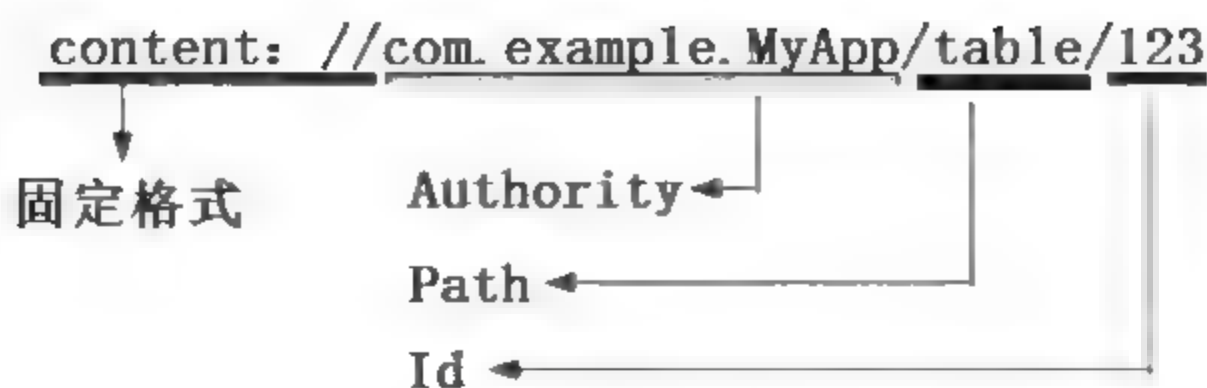 content: //com.example.MyApp/table/123
固定格式
Authority
Path
Id